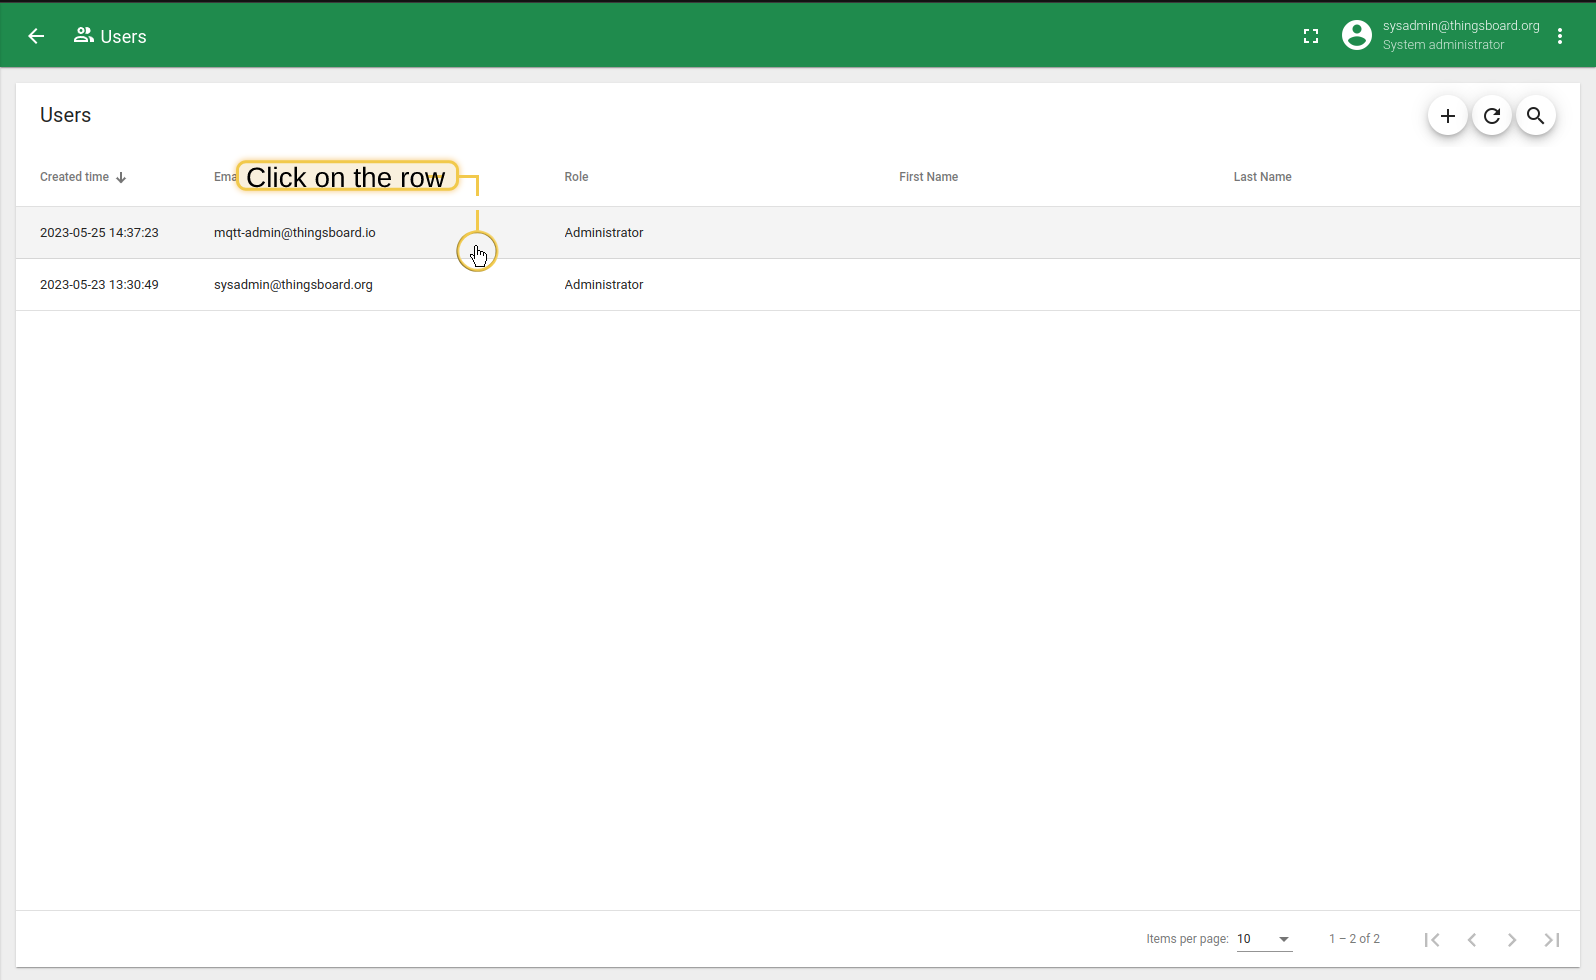 Users
sysadmin@thingsboard.org
System administrator
Users
Created time Ema Click on the row Role First Name Last Name
2023-05-25 14:37:23 mqtt-admin@thingsboard.io Administrator
2023-05-23 13:30:49 sysadmin@thingsboard.org Administrator
Items per page: 10 1 – 2 of 2